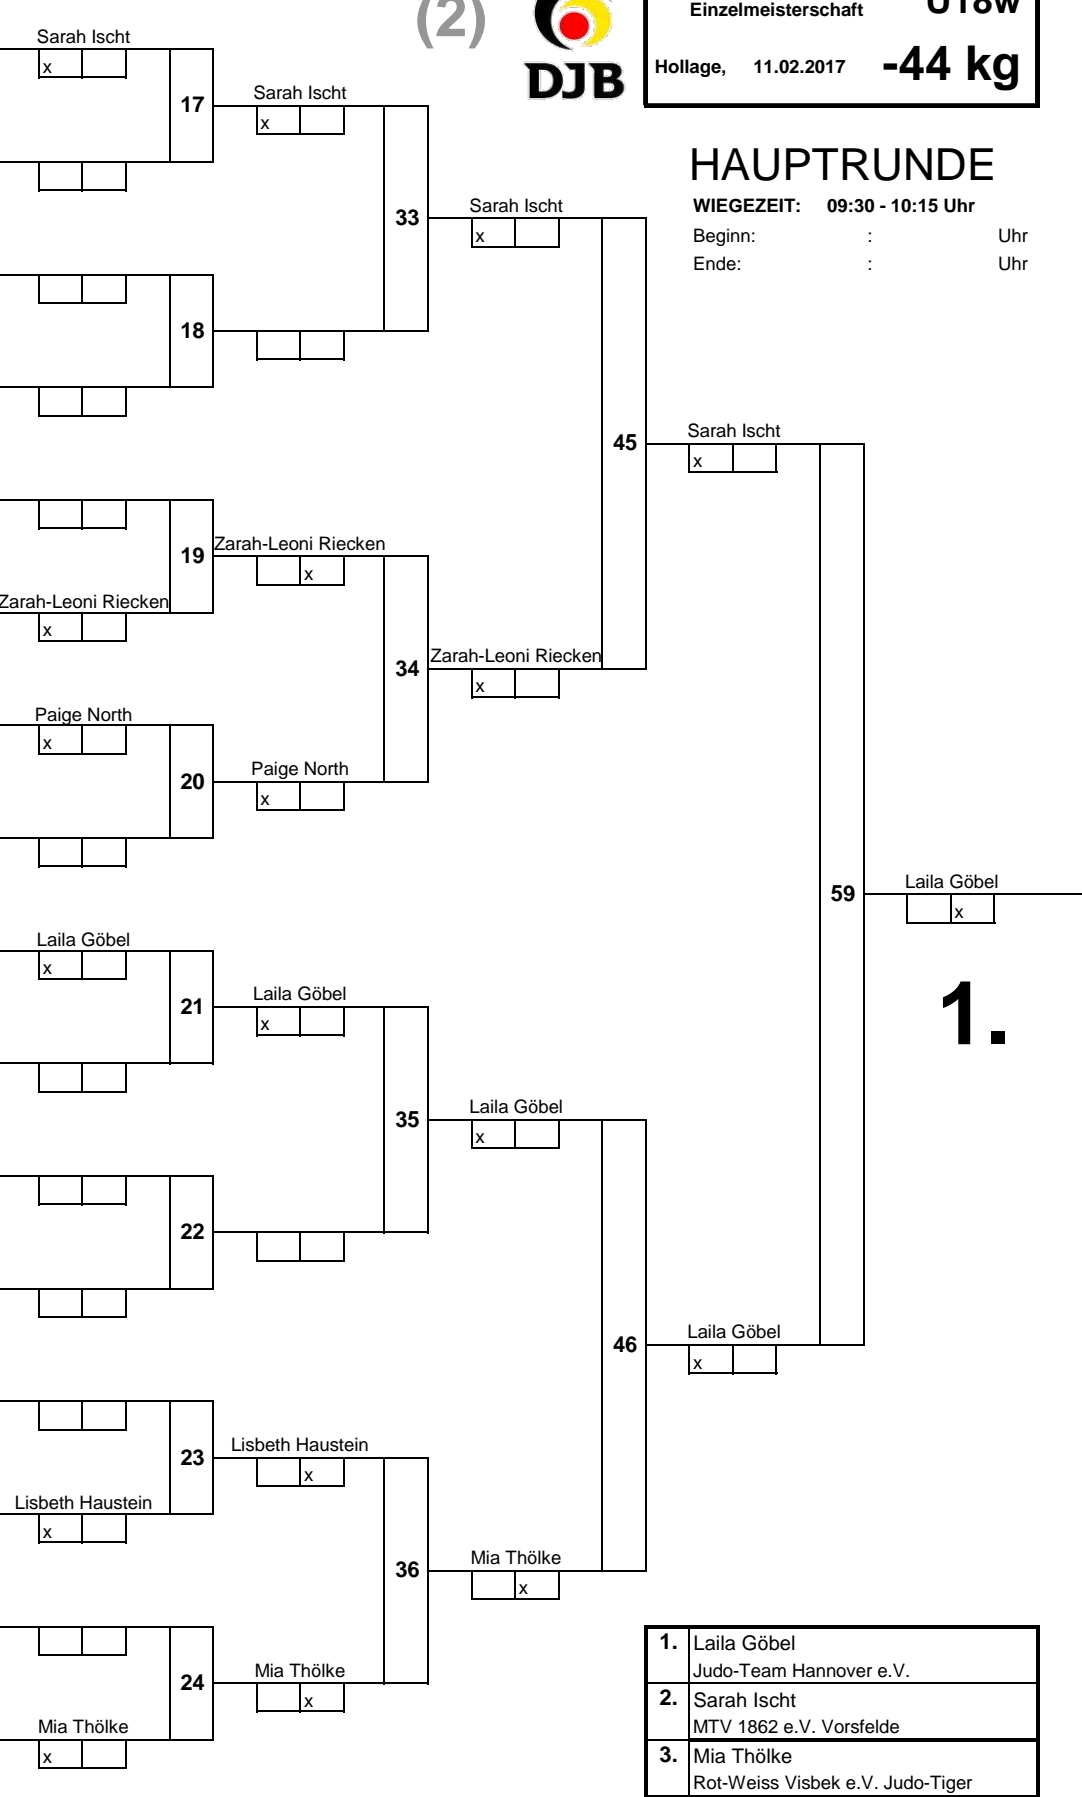 (2)
DJB
Einzelmeisterschaft U18w
Hollage, 11.02.2017 -44 kg
HAUPTRUNDE
WIEGEZEIT: 09:30 - 10:15 Uhr
Beginn: : Uhr
Ende: : Uhr
Sarah Ischt
x
17
Sarah Ischt
x
33
Sarah Ischt
x
18
45
Sarah Ischt
x
19
Zarah-Leoni Riecken
x
Zarah-Leoni Riecken
x
34
Zarah-Leoni Riecken
x
Paige North
x
20
Paige North
x
59
Laila Göbel
x
1.
Laila Göbel
x
21
Laila Göbel
x
35
Laila Göbel
x
22
46
Laila Göbel
x
23
Lisbeth Haustein
x
Lisbeth Haustein
x
36
Mia Thölke
x
24
Mia Thölke
x
Mia Thölke
x
1. Laila Göbel
Judo-Team Hannover e.V.
2. Sarah Ischt
MTV 1862 e.V. Vorsfelde
3. Mia Thölke
Rot-Weiss Visbek e.V. Judo-Tiger